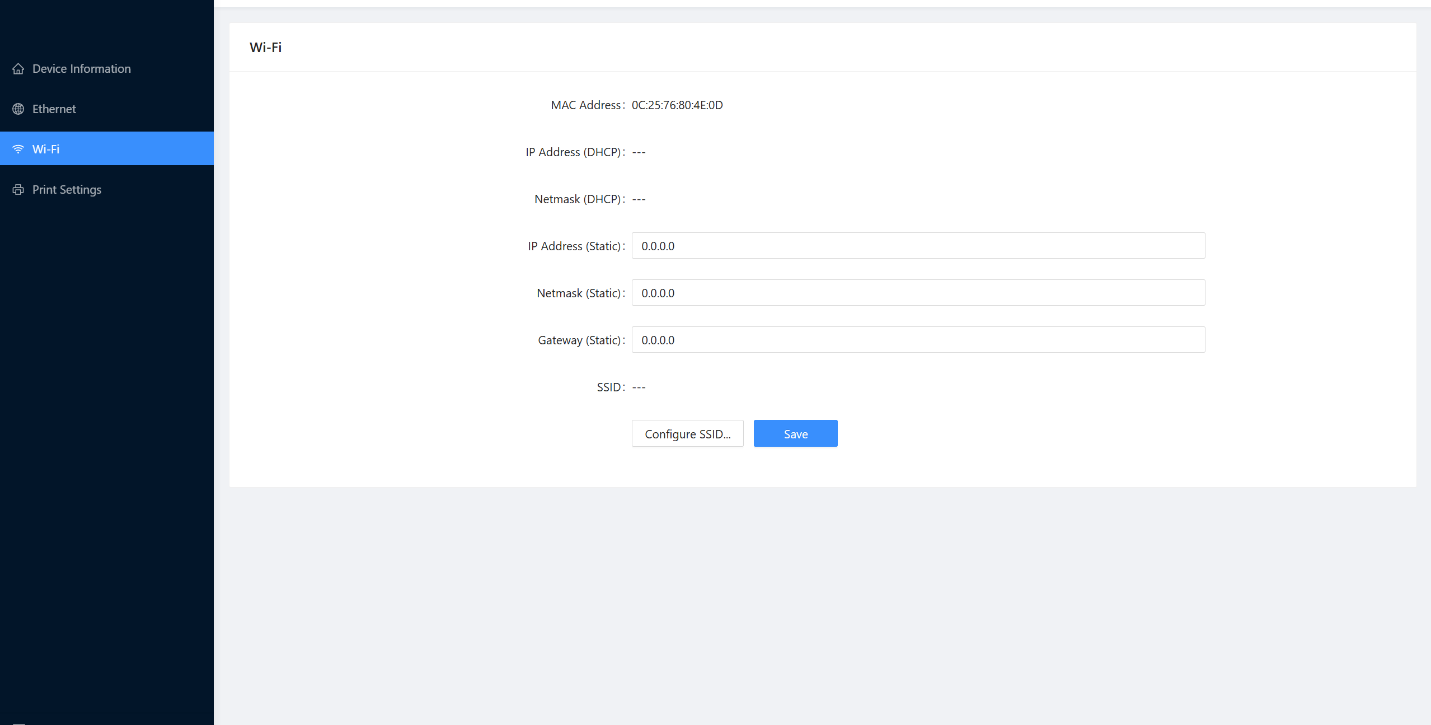 Device Information
Ethernet
Wi-Fi
Print Settings
Wi-Fi
MAC Address: 0C:25:76:80:4E:0D
IP Address (DHCP): ---
Netmask (DHCP): ---
IP Address (Static): 0.0.0.0
Netmask (Static): 0.0.0.0
Gateway (Static): 0.0.0.0
SSID: ---
Configure SSID... Save